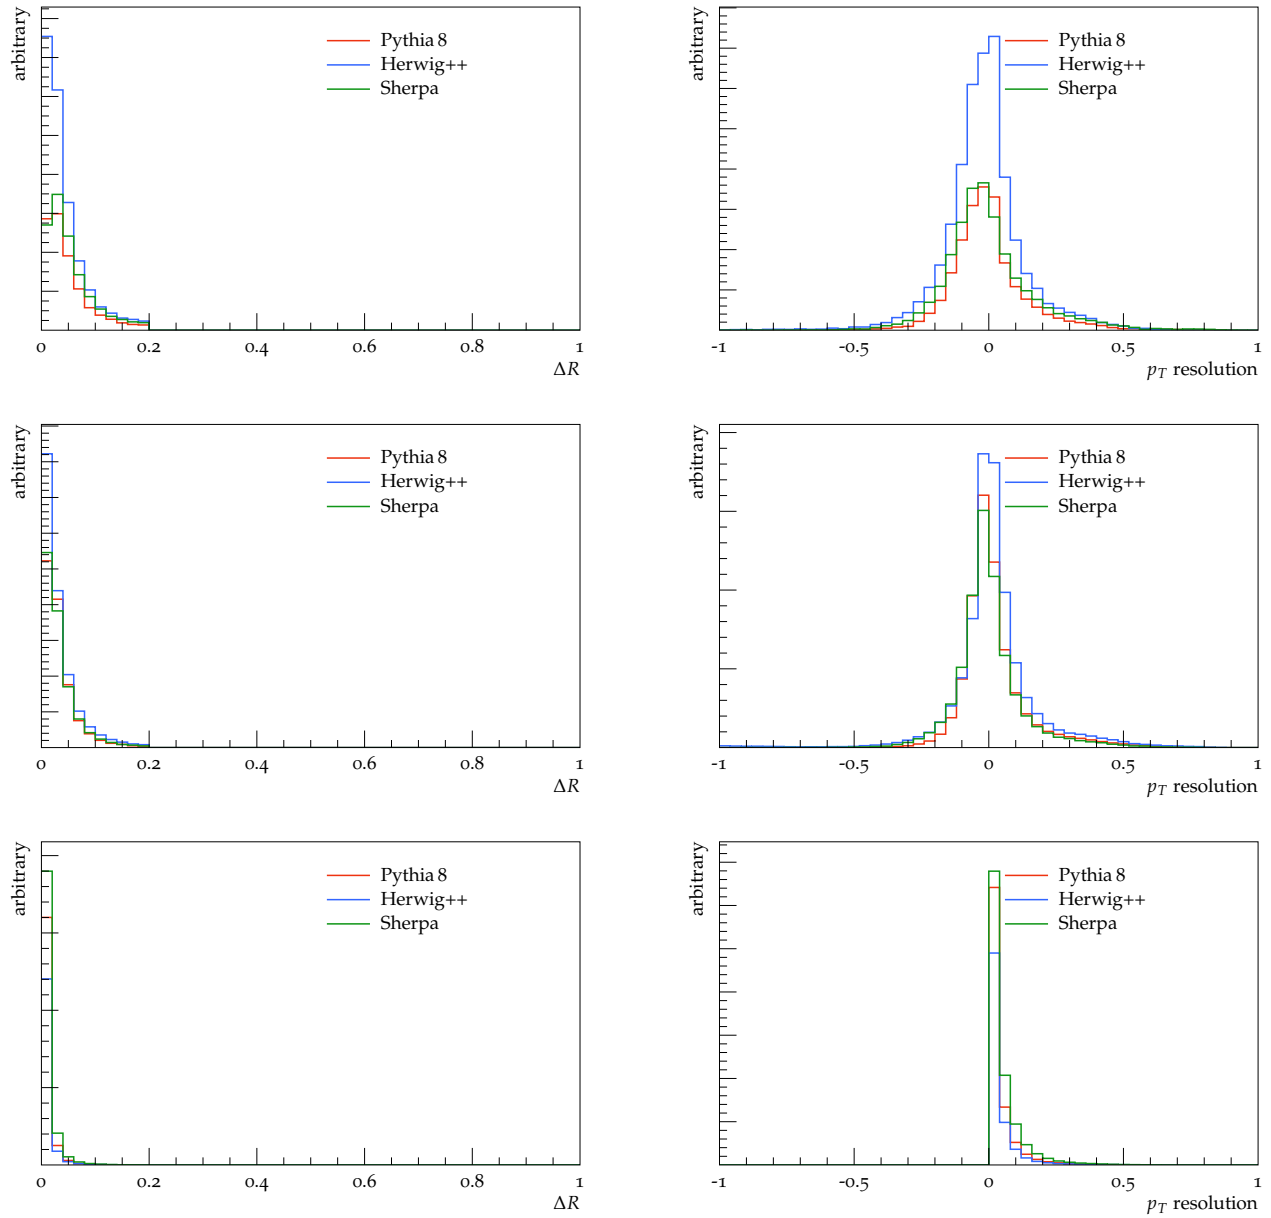 arbitrary
Pythia 8
Herwig++
Sherpa
0 0.2 0.4 0.6 0.8 1
ΔR
arbitrary
Pythia 8
Herwig++
Sherpa
-1 -0.5 0 0.5 1
p_T resolution
arbitrary
Pythia 8
Herwig++
Sherpa
0 0.2 0.4 0.6 0.8 1
ΔR
arbitrary
Pythia 8
Herwig++
Sherpa
-1 -0.5 0 0.5 1
p_T resolution
arbitrary
Pythia 8
Herwig++
Sherpa
0 0.2 0.4 0.6 0.8 1
ΔR
arbitrary
Pythia 8
Herwig++
Sherpa
-1 -0.5 0 0.5 1
p_T resolution